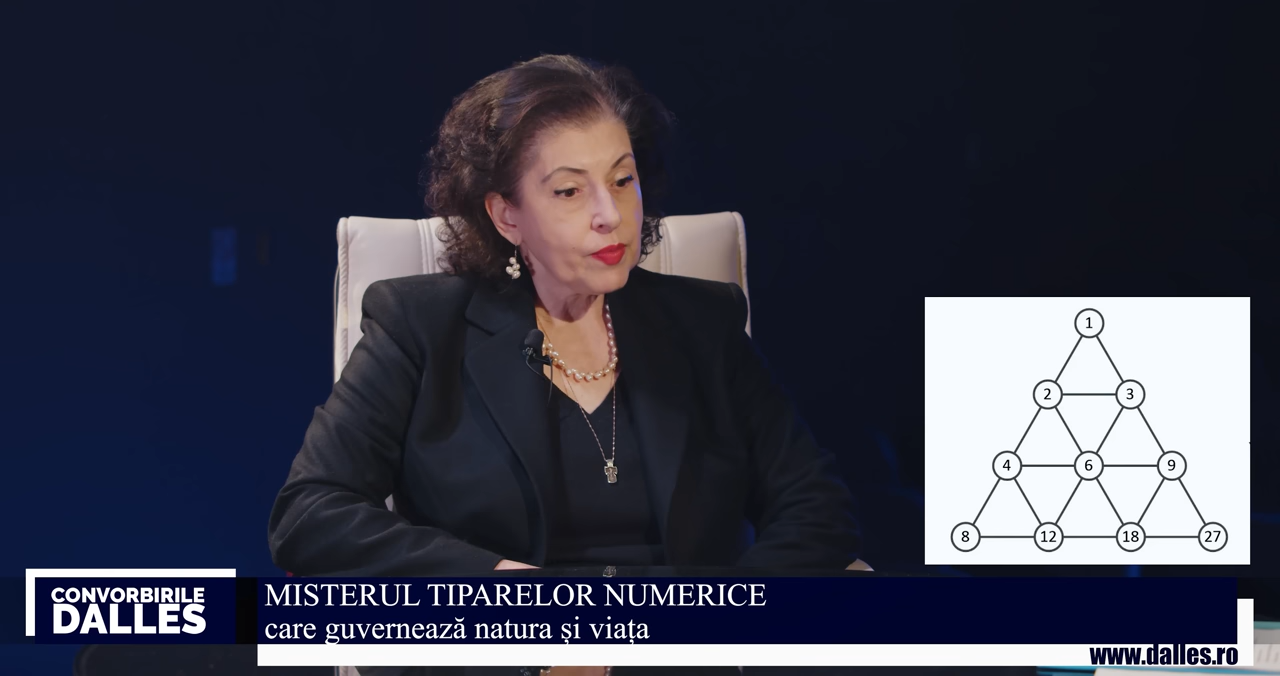 1
2 3
4 6 9
8 12 18 27
CONVORBIRILE
DALLES
MISTERUL TIPARELOR NUMERICE
care guvernează natura și viața
www.dalles.ro